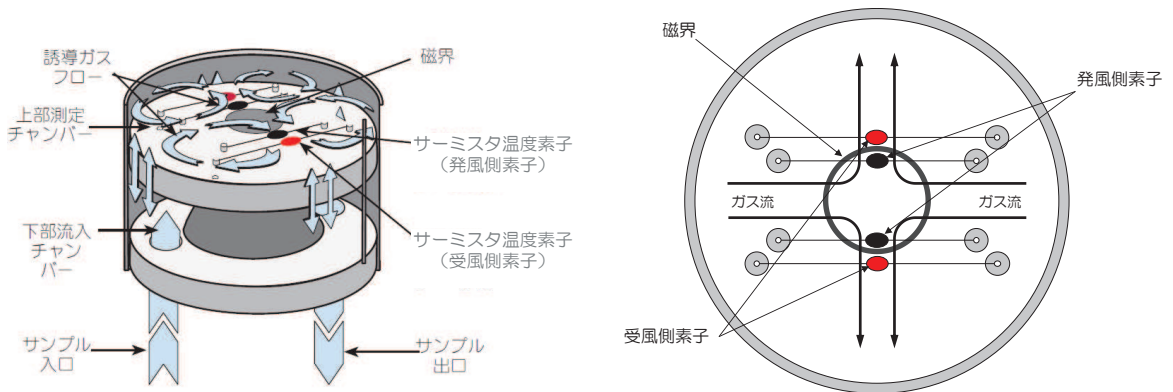 誘導ガス
フロー
磁界
上部測定
チャンバー
サーミスタ温度素子
（発風側素子）
下部流入
チャン
バー
サーミスタ温度素子
（受風側素子）
サンプル
入口
サンプル
出口
磁界
発風側素子
ガス流
ガス流
受風側素子